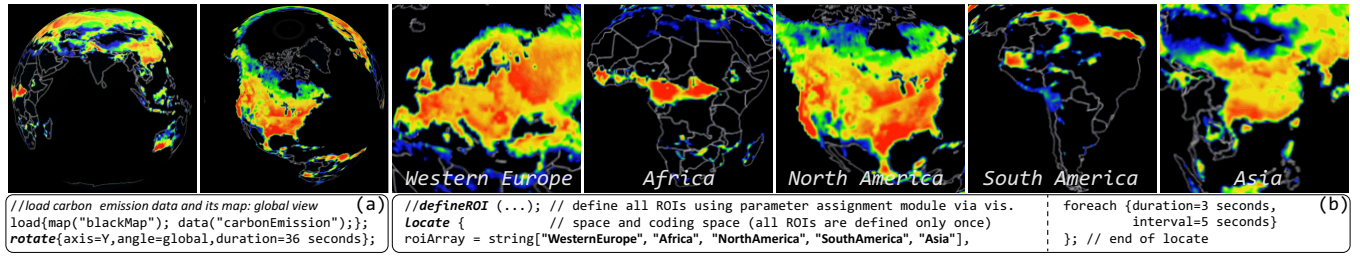 Western Europe
Africa
North America
South America
Asia
//load carbon emission data and its map: global view
(a)
load{map("blackMap"); data("carbonEmission");};
rotate{axis=Y,angle=global,duration=36 seconds};
//defineROI (...); // define all ROIs using parameter assignment module via vis.
Locate { // space and coding space (all ROIs are defined only once)
roiArray = string["WesternEurope", "Africa", "NorthAmerica", "SouthAmerica", "Asia"],
foreach {duration=3 seconds,
interval=5 seconds}
}; // end of locate
(b)